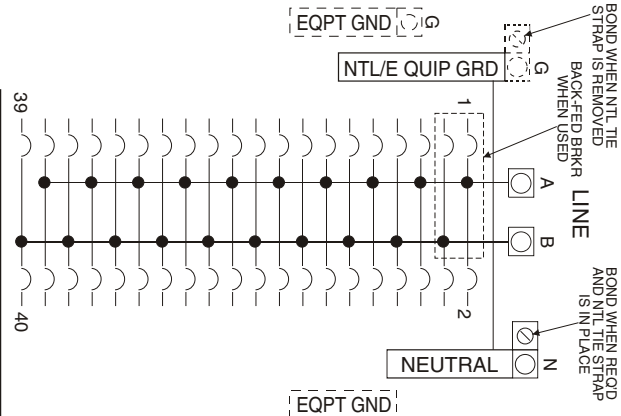 BOND WHEN NTL TIE
STRAP IS REMOVED
EQPT GND
G
NTL/E QUIP GRD
G
BACK-FED BRKR
WHEN USED
39
1
A
LINE
B
40
2
BOND WHEN REQ'D
AND NTL TIE STRAP
IS IN PLACE
NEUTRAL
N
EQPT GND